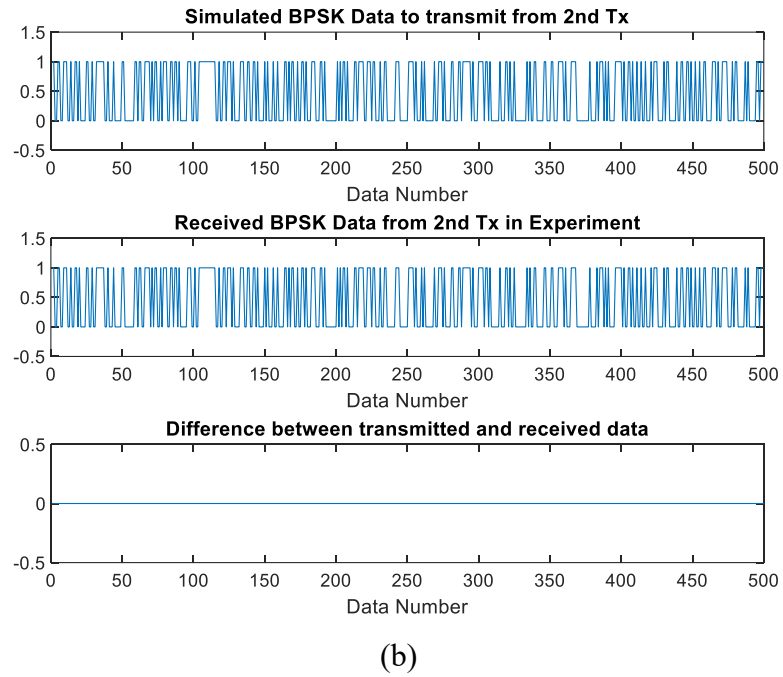 Simulated BPSK Data to transmit from 2nd Tx
1.5
1
0.5
0
-0.5
0 50 100 150 200 250 300 350 400 450 500
Data Number
Received BPSK Data from 2nd Tx in Experiment
1.5
1
0.5
0
-0.5
0 50 100 150 200 250 300 350 400 450 500
Data Number
Difference between transmitted and received data
0.5
0
-0.5
0 50 100 150 200 250 300 350 400 450 500
Data Number
(b)